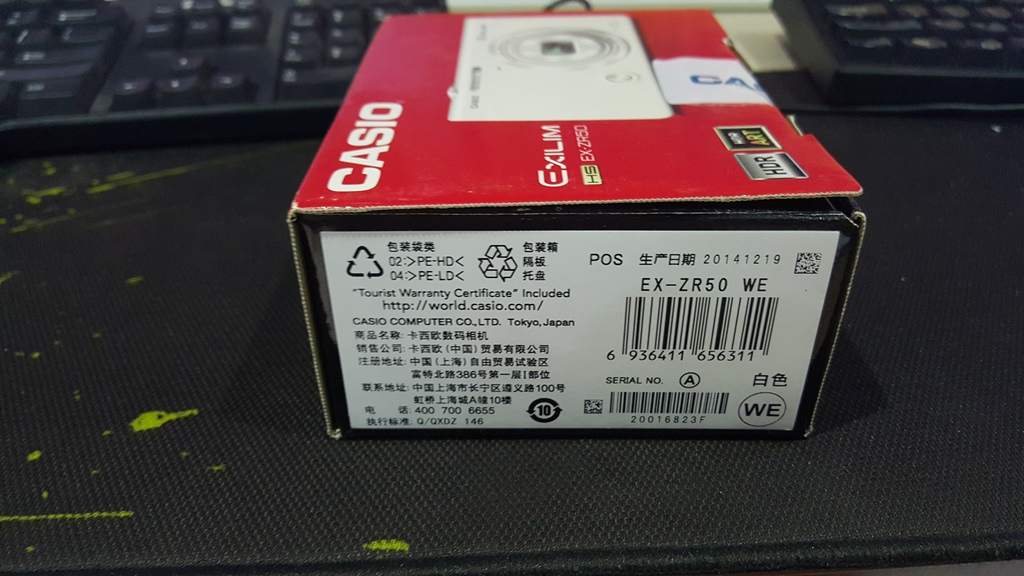 CASIO
EXILIM
HS EX-ZR50
HDR
ART
HDR
包装袋类
02:>PE-HD<
04:>PE-LD<
包装箱
隔板
托盘
"Tourist Warranty Certificate" Included
http://world.casio.com/
CASIO COMPUTER CO.,LTD. Tokyo,Japan
商品名称: 卡西欧数码相机
销售公司: 卡西欧(中国)贸易有限公司
注册地址: 中国(上海)自由贸易试验区
富特北路386号第一层I部位
联系地址: 中国上海市长宁区遵义路100号
虹桥上海城A幢10楼
电 话: 400 700 6655
执行标准: Q/QXDZ 146
10
POS 生产日期 20141219
EX-ZR50 WE
6 936411 656311
SERIAL NO. A
20016823F
白色
WE